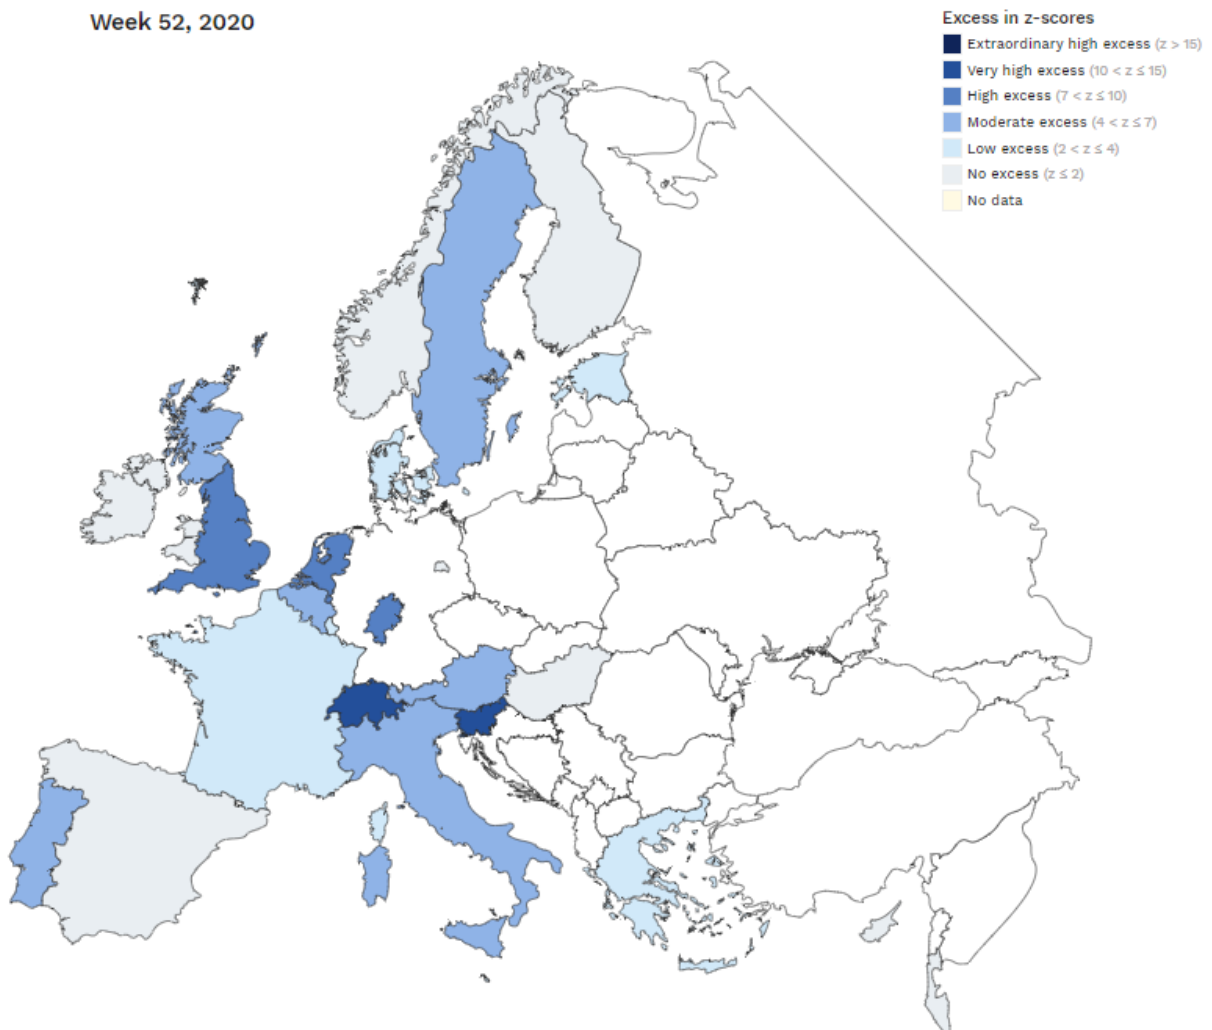 Week 52, 2020
Excess in z-scores
Extraordinary high excess (z > 15)
Very high excess (10 < z ≤ 15)
High excess (7 < z ≤ 10)
Moderate excess (4 < z ≤ 7)
Low excess (2 < z ≤ 4)
No excess (z ≤ 2)
No data